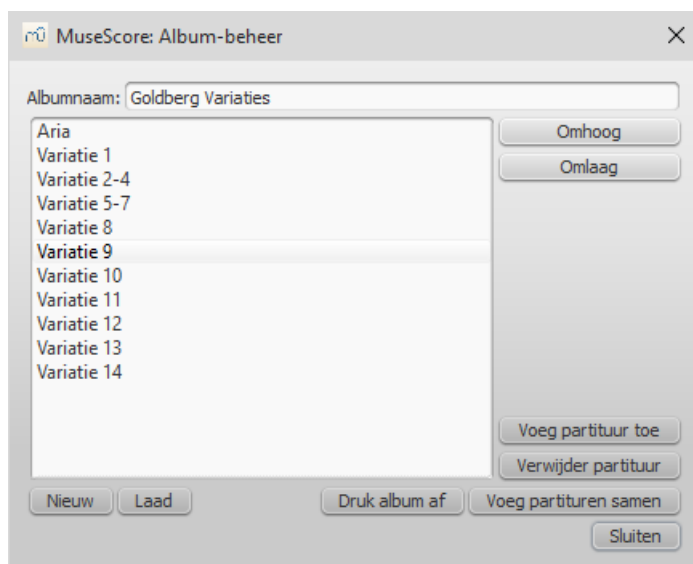 MuseScore: Album-beheer
Albumnaam: Goldberg Variaties
Aria
Variatie 1
Variatie 2-4
Variatie 5-7
Variatie 8
Variatie 9
Variatie 10
Variatie 11
Variatie 12
Variatie 13
Variatie 14
Omhoog
Omlaag
Voeg partituur toe
Verwijder partituur
Nieuw Laad Druk album af Voeg partituren samen
Sluiten